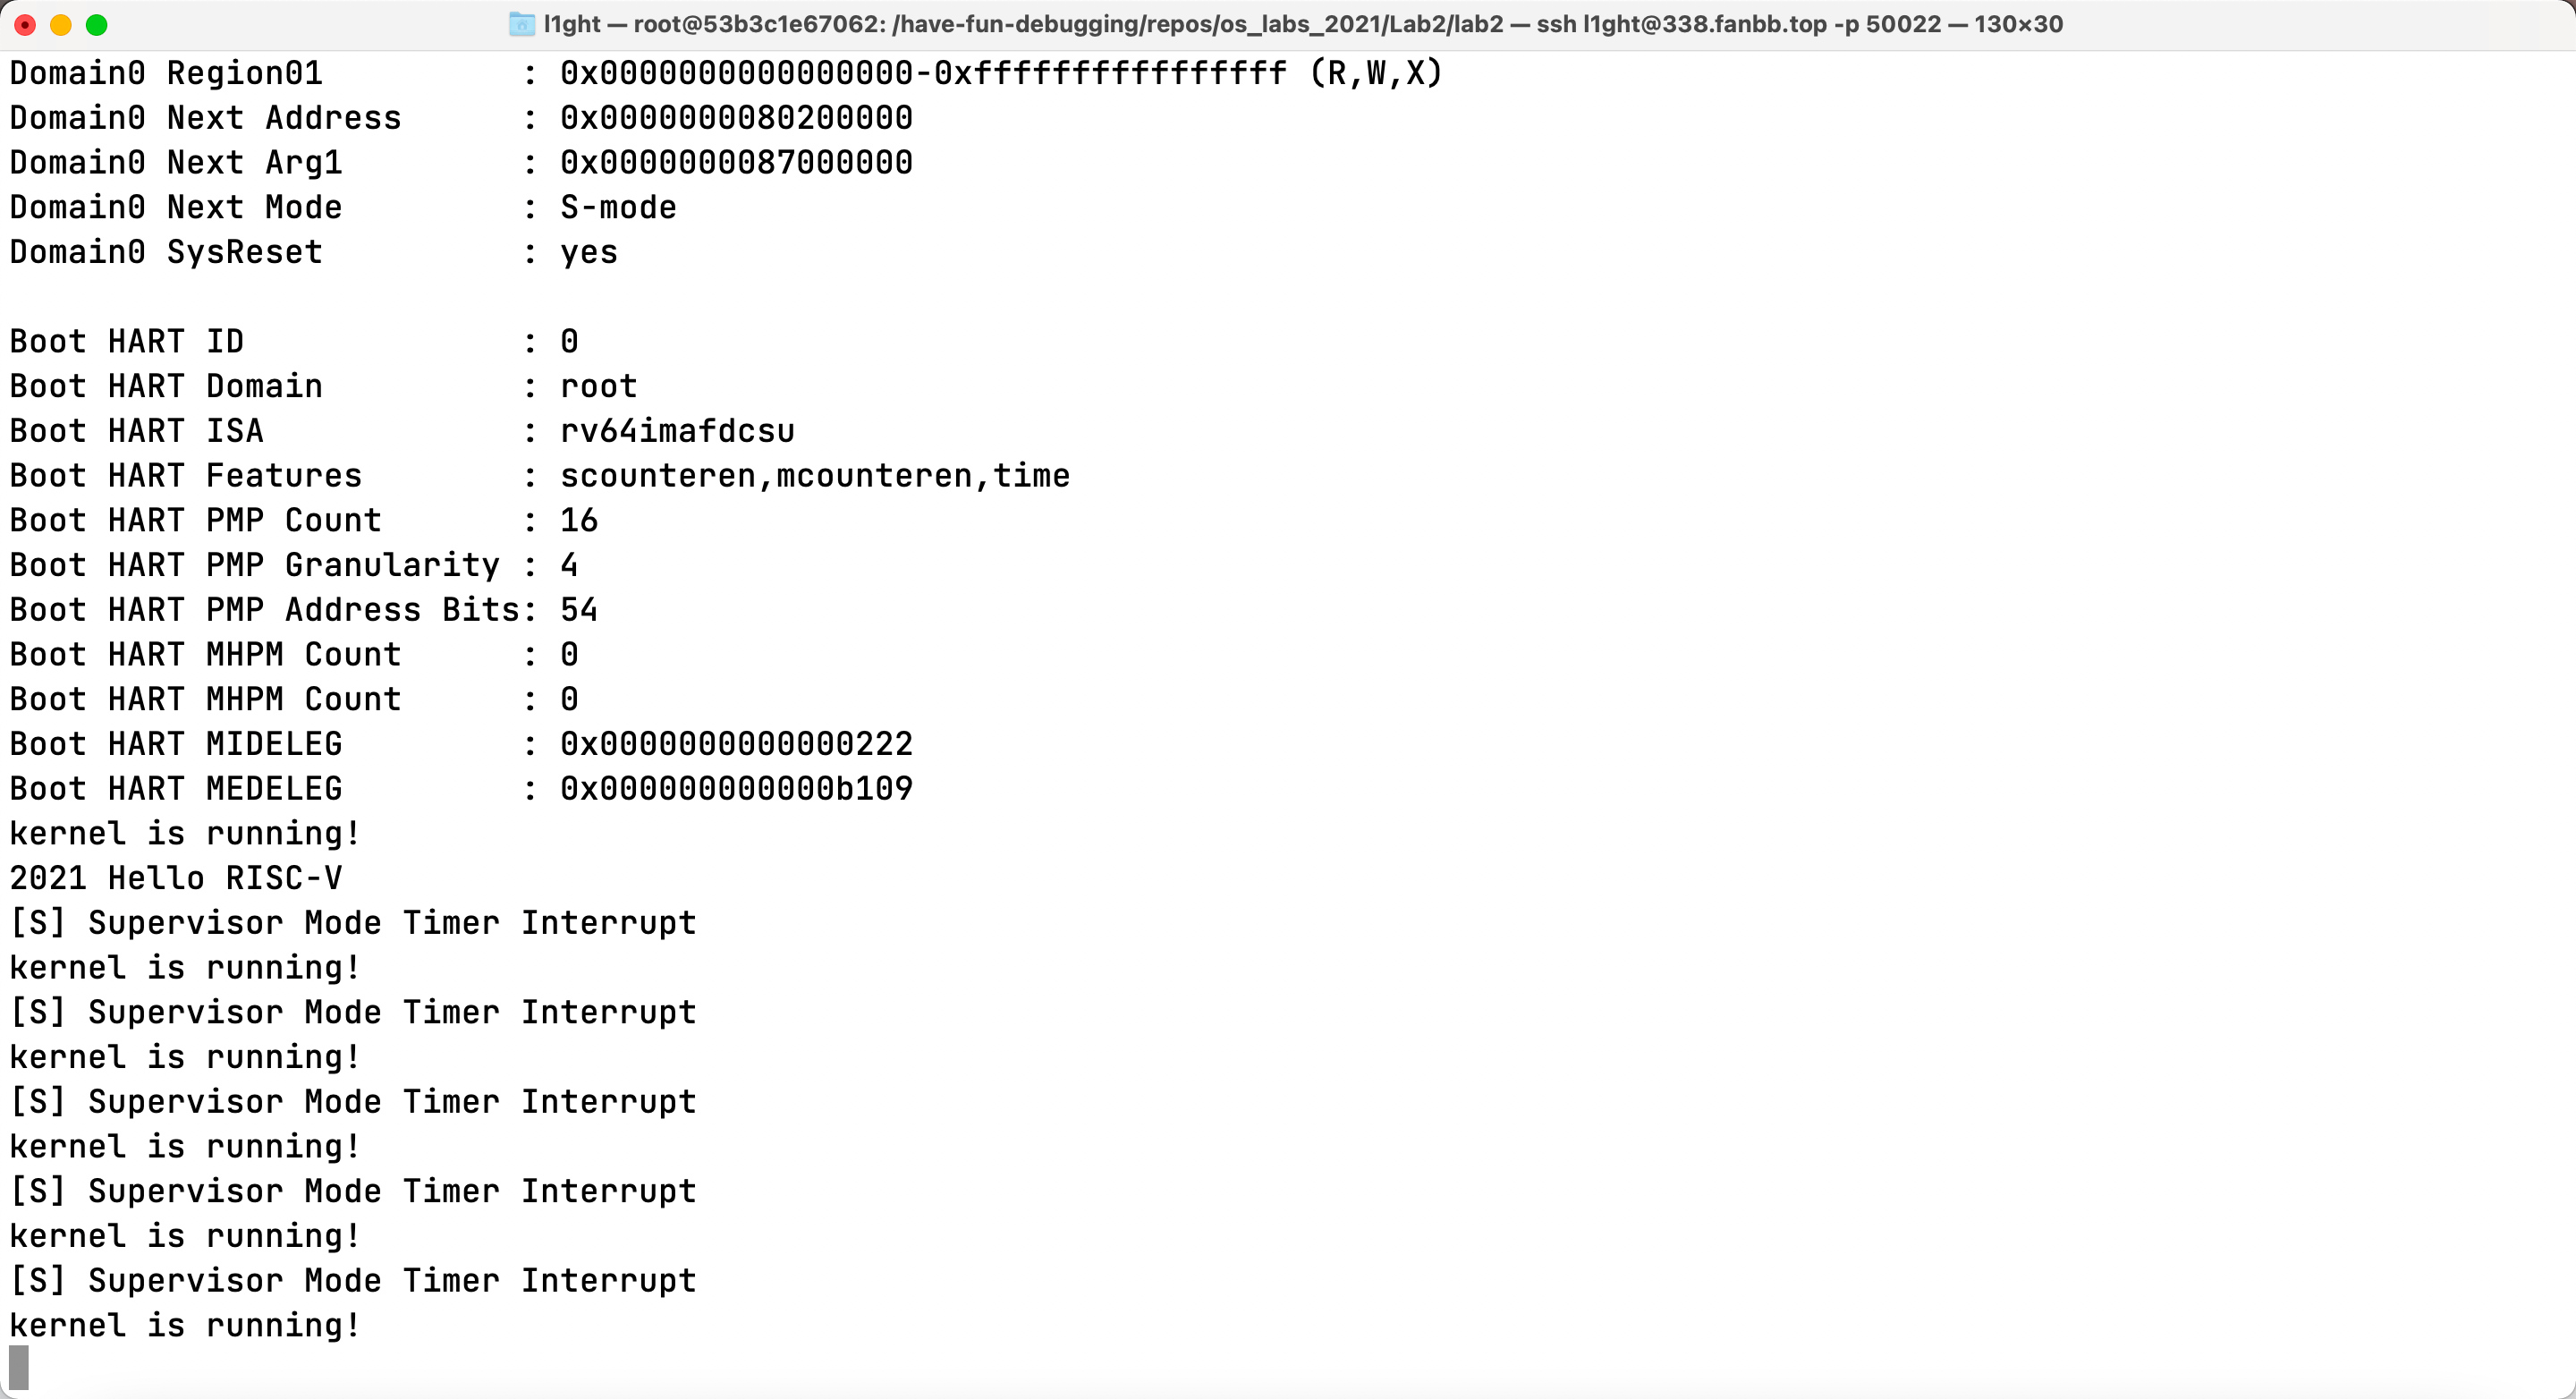 l1ght — root@53b3c1e67062: /have-fun-debugging/repos/os_labs_2021/Lab2/lab2 — ssh l1ght@338.fanbb.top -p 50022 — 130×30
Domain0 Region01          : 0x0000000000000000-0xffffffffffffffff (R,W,X)
Domain0 Next Address      : 0x0000000080200000
Domain0 Next Arg1         : 0x0000000087000000
Domain0 Next Mode         : S-mode
Domain0 SysReset          : yes
Boot HART ID              : 0
Boot HART Domain          : root
Boot HART ISA             : rv64imafdcsu
Boot HART Features        : scounteren,mcounteren,time
Boot HART PMP Count       : 16
Boot HART PMP Granularity : 4
Boot HART PMP Address Bits: 54
Boot HART MHPM Count      : 0
Boot HART MHPM Count      : 0
Boot HART MIDELEG         : 0x0000000000000222
Boot HART MEDELEG         : 0x000000000000b109
kernel is running!
2021 Hello RISC-V
[S] Supervisor Mode Timer Interrupt
kernel is running!
[S] Supervisor Mode Timer Interrupt
kernel is running!
[S] Supervisor Mode Timer Interrupt
kernel is running!
[S] Supervisor Mode Timer Interrupt
kernel is running!
[S] Supervisor Mode Timer Interrupt
kernel is running!